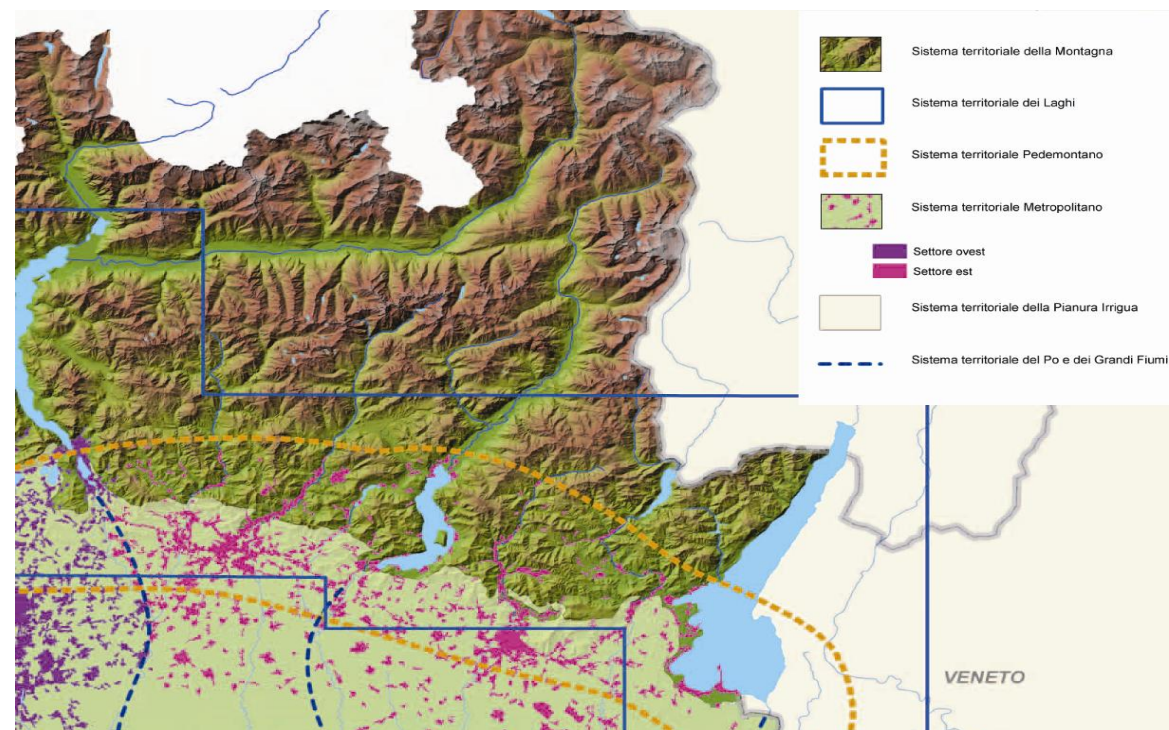 Sistema territoriale della Montagna
Sistema territoriale dei Laghi
Sistema territoriale Pedemontano
Sistema territoriale Metropolitano
Settore ovest
Settore est
Sistema territoriale della Pianura Irrigua
Sistema territoriale del Po e dei Grandi Fiumi
VENETO